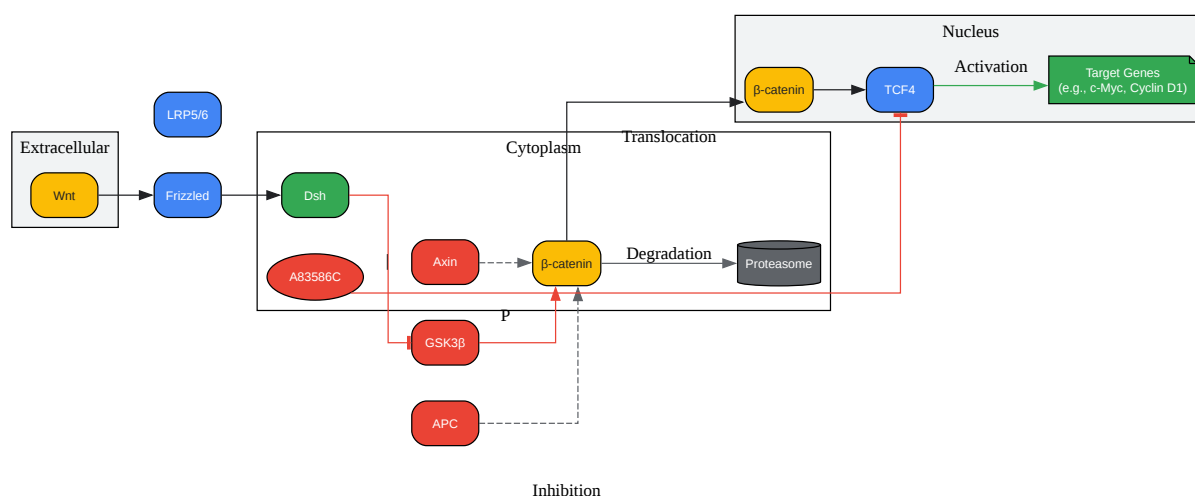 Nucleus
Activation
β-catenin
TCF4
Target Genes
(e.g., c-Myc, Cyclin D1)
LRP5/6
Extracellular
Cytoplasm
Translocation
Wnt
Frizzled
Dsh
Axin
β-catenin
Degradation
Proteasome
A83586C
P
GSK3β
APC
Inhibition